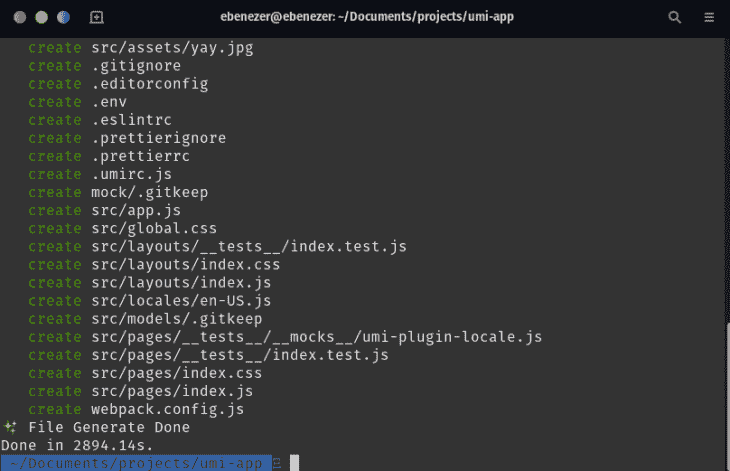 ebenezer@ebenezer: ~/Documents/projects/umi-app
create src/assets/yay.jpg
create .gitignore
create .editorconfig
create .env
create .eslintrc
create .prettierignore
create .prettierrc
create .umirc.js
create mock/.gitkeep
create src/app.js
create src/global.css
create src/layouts/__tests__/index.test.js
create src/layouts/index.css
create src/layouts/index.js
create src/locales/en-US.js
create src/models/.gitkeep
create src/pages/__tests__/__mocks__/umi-plugin-locale.js
create src/pages/__tests__/index.test.js
create src/pages/index.css
create src/pages/index.js
create webpack.config.js
✨ File Generate Done
Done in 2894.14s.
~/Documents/projects/umi-app